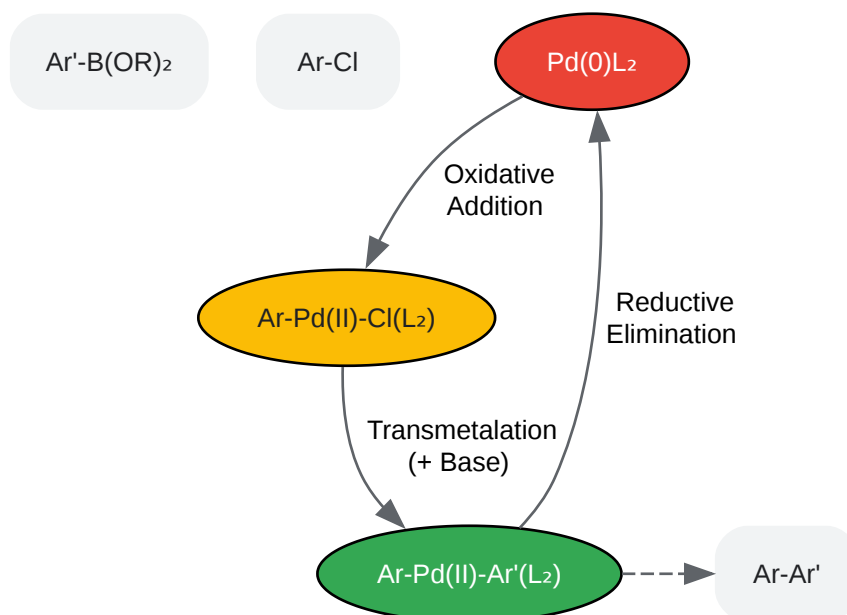 Ar'-B(OR)₂
Ar-Cl
Pd(0)L₂
Oxidative
Addition
Ar-Pd(II)-Cl(L₂)
Reductive
Elimination
Transmetalation
(+ Base)
Ar-Pd(II)-Ar'(L₂)
Ar-Ar'